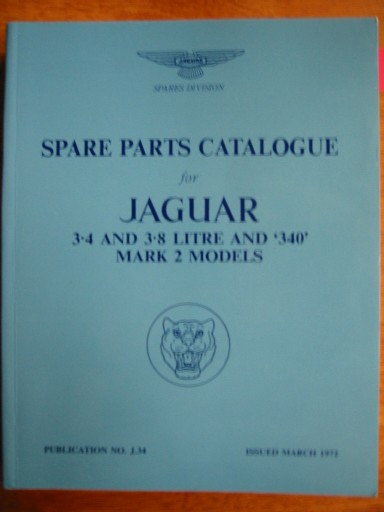 JAGUAR
SPARES DIVISION
SPARE PARTS CATALOGUE
for
JAGUAR
3·4 AND 3·8 LITRE AND ‘340’
MARK 2 MODELS
PUBLICATION NO. J.34 ISSUED MARCH 1972